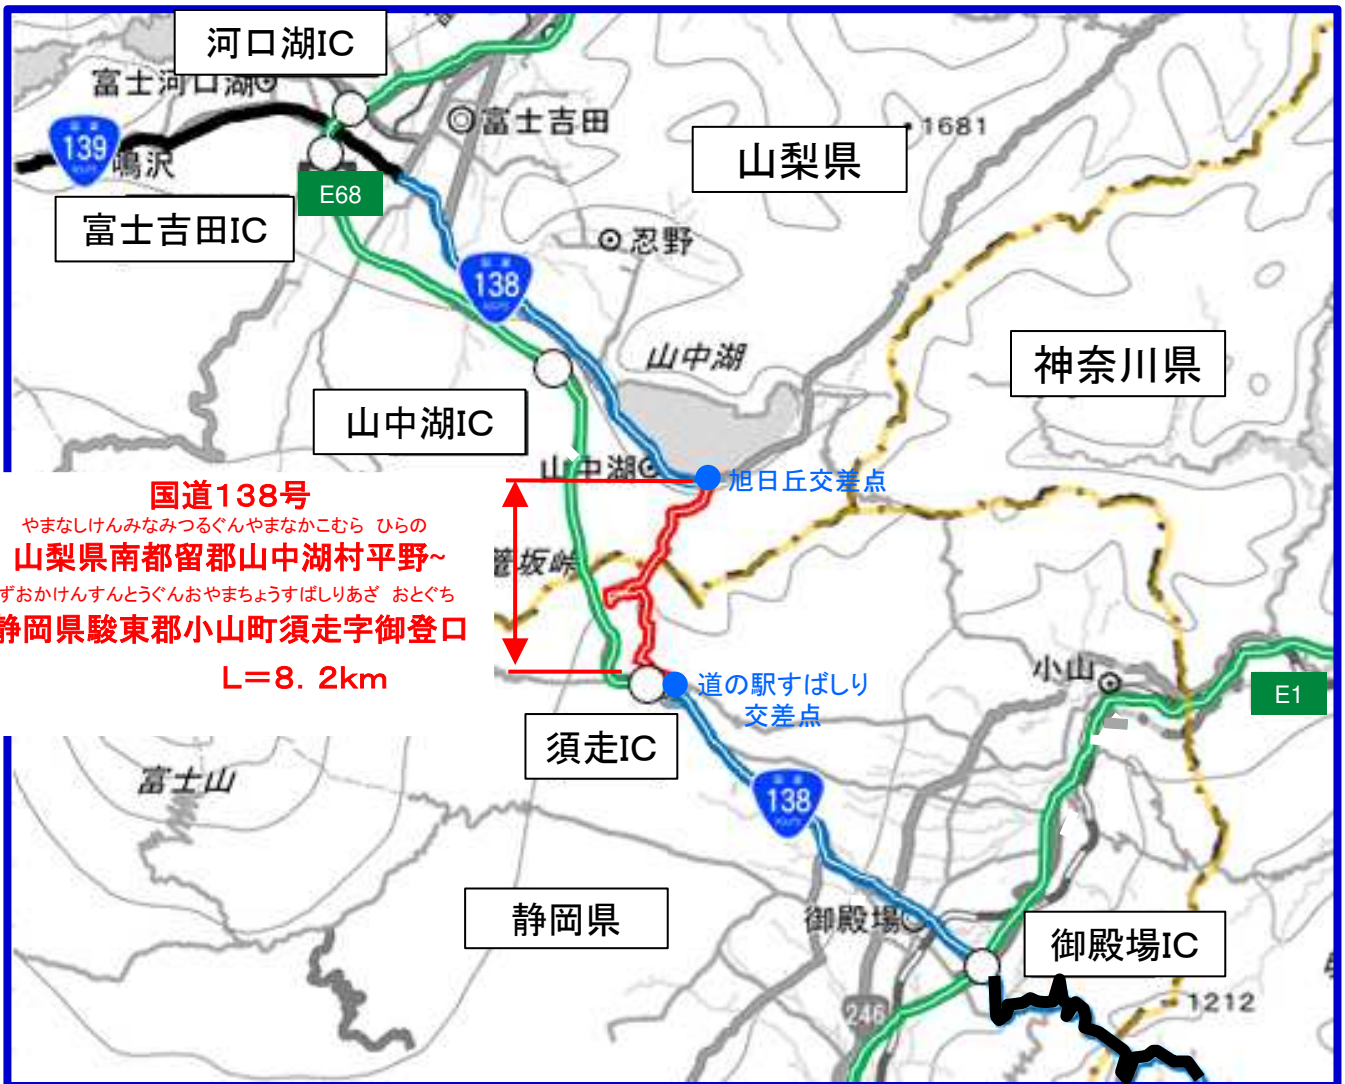 河口湖IC
富士河口湖
富士吉田
1681
山梨県
139
鳴沢
E68
富士吉田IC
忍野
138
山中湖
神奈川県
山中湖IC
山中湖
旭日丘交差点
国道138号
やまなしけんみなみつるぐんやまなかこむら ひらの
山梨県南都留郡山中湖村平野~
ずおかけんすんとうぐんおやまちょうすばしりあざ おとぐち
静岡県駿東郡小山町須走字御登口
L=8.2km
籠坂峠
小山
道の駅すばしり
交差点
E1
須走IC
富士山
138
静岡県
御殿場
御殿場IC
246
1212